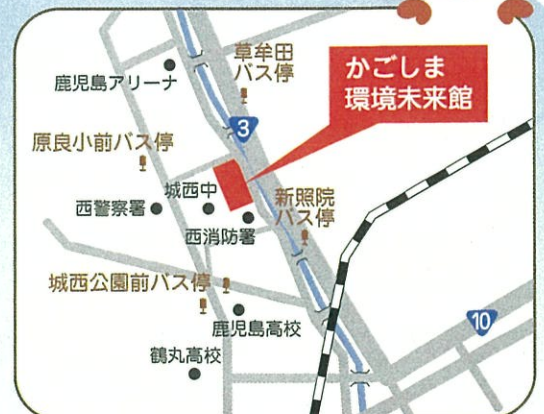 草牟田
バス停
かごしま
環境未来館
鹿児島アリーナ
3
原良小前バス停
城西中
西警察署
新照院
バス停
西消防署
城西公園前バス停
鹿児島高校
10
鶴丸高校